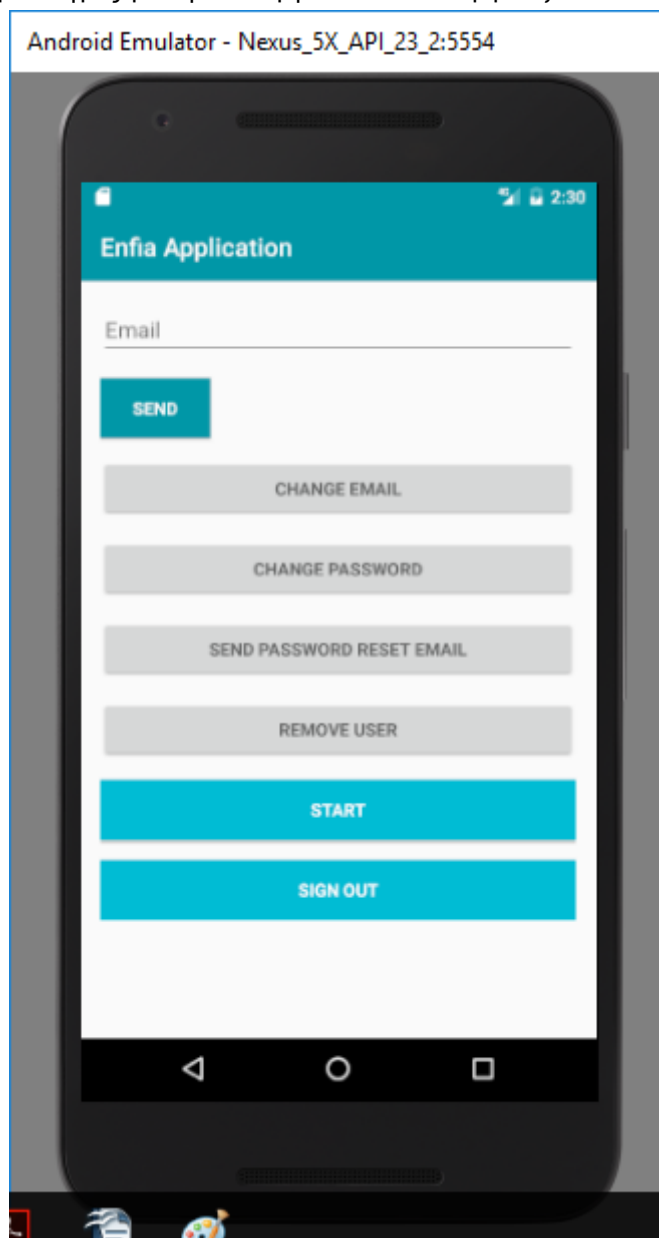 Android Emulator - Nexus_5X_API_23_2:5554
2:30
Enfia Application
Email
SEND
CHANGE EMAIL
CHANGE PASSWORD
SEND PASSWORD RESET EMAIL
REMOVE USER
START
SIGN OUT